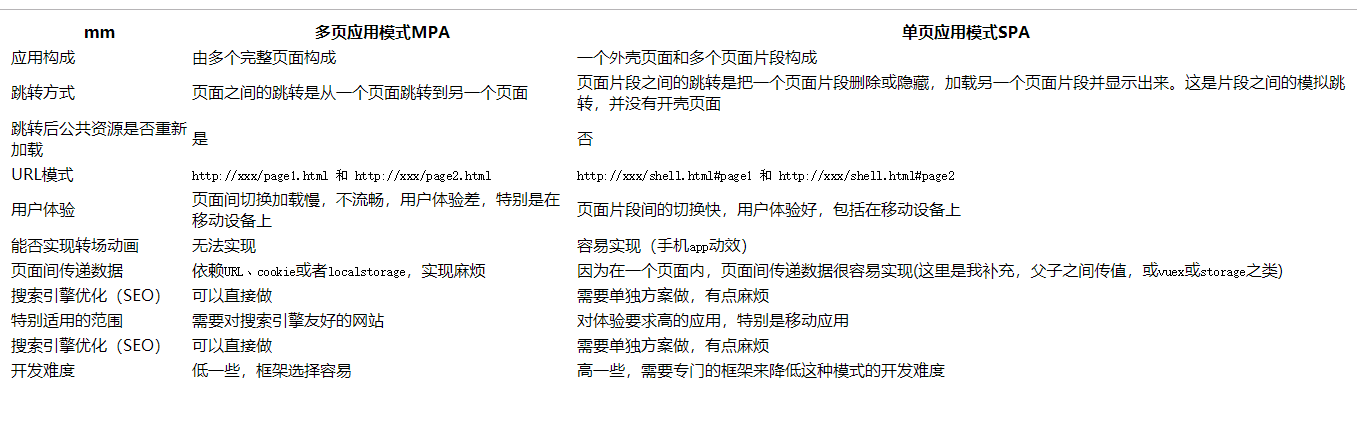 mm 多页应用模式MPA 单页应用模式SPA
应用构成 由多个完整页面构成 一个外壳页面和多个页面片段构成
跳转方式 页面之间的跳转是从一个页面跳转到另一个页面 页面片段之间的跳转是把一个页面片段删除或隐藏，加载另一个页面片段并显示出来。这是片段之间的模拟跳
转，并没有开壳页面
跳转后公共资源是否重新
加载 是 否
URL模式 http://xxx/page1.html 和 http://xxx/page2.html http://xxx/shell.html#page1 和 http://xxx/shell.html#page2
用户体验 页面间切换加载慢，不流畅，用户体验差，特别是在
移动设备上 页面片段间的切换快，用户体验好，包括在移动设备上
能否实现转场动画 无法实现 容易实现（手机app动效）
页面间传递数据 依赖URL、cookie或者localstorage，实现麻烦 因为在一个页面内，页面间传递数据很容易实现(这里是我补充，父子之间传值，或vuex或storage之类)
搜索引擎优化（SEO） 可以直接做 需要单独方案做，有点麻烦
特别适用的范围 需要对搜索引擎友好的网站 对体验要求高的应用，特别是移动应用
搜索引擎优化（SEO） 可以直接做 需要单独方案做，有点麻烦
开发难度 低一些，框架选择容易 高一些，需要专门的框架来降低这种模式的开发难度